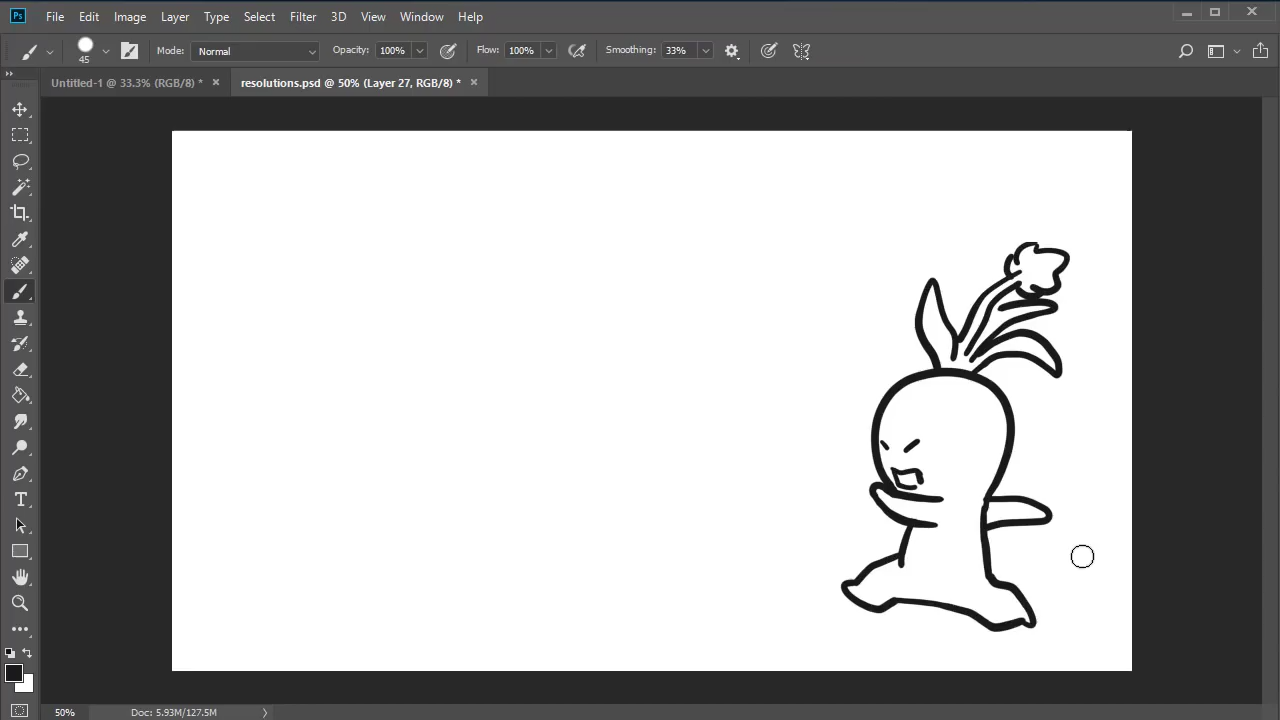 Ps File Edit Image Layer Type Select Filter 3D View Window Help
45 Mode: Normal Opacity: 100% Flow: 100% Smoothing: 33%
Untitled-1 @ 33.3% (RGB/8) * resolutions.psd @ 50% (Layer 27, RGB/8) *
50% Doc: 5.93M/127.5M